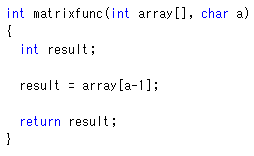 int matrixfunc(int array[], char a)
{
  int result;

  result = array[a-1];

  return result;
}